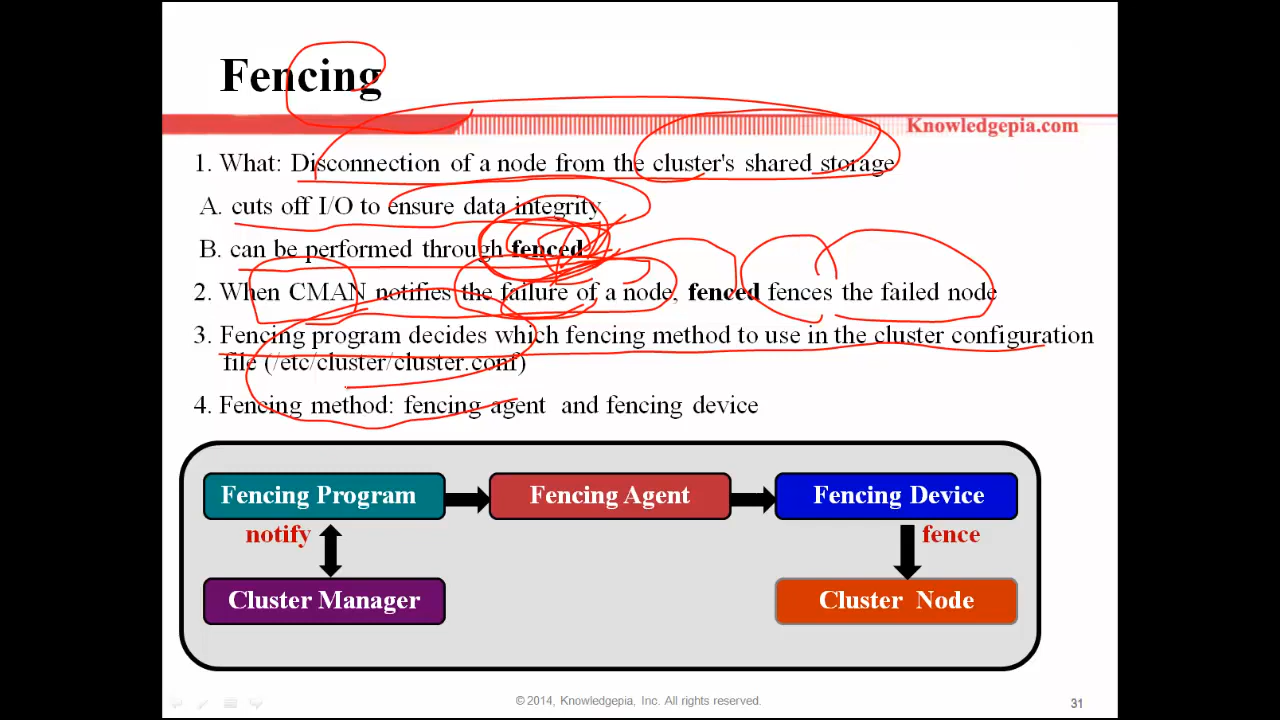 Fencing
Knowledgepia.com
1. What: Disconnection of a node from the cluster's shared storage
A. cuts off I/O to ensure data integrity
B. can be performed through fenced
2. When CMAN notifies the failure of a node, fenced fences the failed node
3. Fencing program decides which fencing method to use in the cluster configuration
file (/etc/cluster/cluster.conf)
4. Fencing method: fencing agent and fencing device
Fencing Program
Fencing Agent
Fencing Device
notify
fence
Cluster Manager
Cluster Node
© 2014, Knowledgepia, Inc. All rights reserved.
31